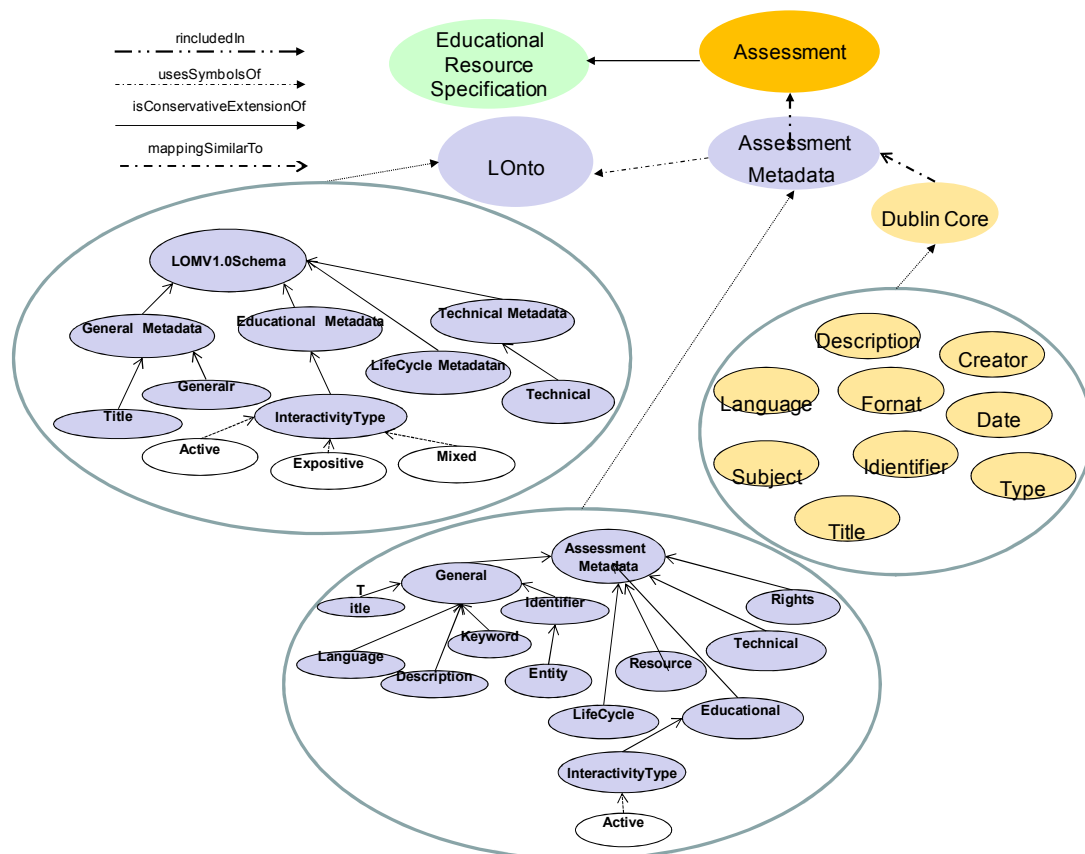 rincludedIn
usesSymbolsOf
isConservativeExtensionOf
mappingSimilarTo
Educational
Resource
Specification
Assessment
LOnto
Assessment
Metadata
Dublin Core
LOMV1.0Schema
General Metadata
Educational Metadata
Technical Metadata
LifeCycle Metadatan
Generalr
Technical
Title
InteractivityType
Active
Expositive
Mixed
Description
Creator
Language
Fornat
Date
Subject
Identifier
Type
Title
Assessment
Metadata
General
T
itle
Identifier
Rights
Keyword
Technical
Language
Description
Entity
Resource
LifeCycle
Educational
InteractivityType
Active